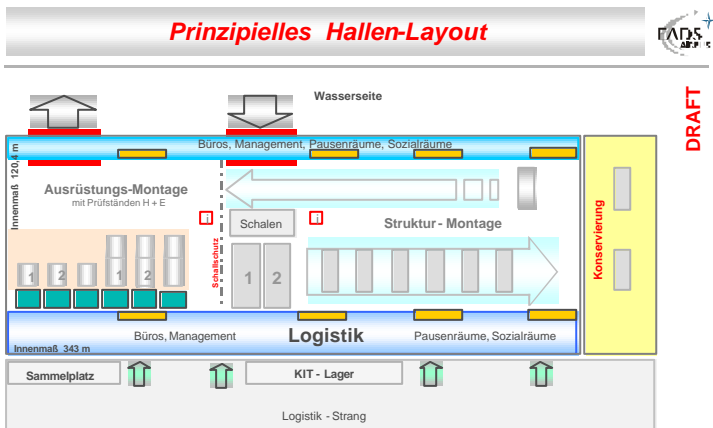 Prinzipielles Hallen-Layout
EADS
AIRBUS
DRAFT
Wasserseite
Büros, Management, Pausenräume, Sozialräume
Innenmaß 120,4 m
Ausrüstungs-Montage
mit Prüfständen H + E
Schallschutz
i
Schalen
i
Struktur - Montage
Konservierung
1
2
1
2
1
2
Büros, Management
Logistik
Pausenräume, Sozialräume
Innenmaß 343 m
Sammelplatz
KIT - Lager
Logistik - Strang